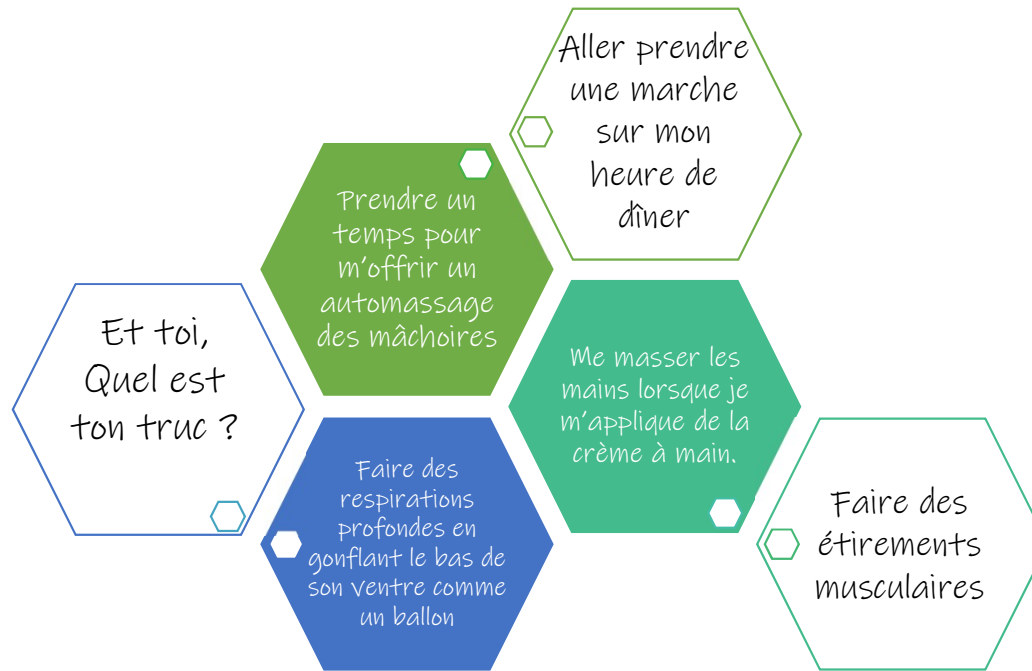 Aller prendre
une marche
sur mon
heure de
dîner
Prendre un
temps pour
m'offrir un
automassage
des mâchoires
Et toi,
Quel est
ton truc ?
Me masser les
mains lorsque je
m'applique de la
crème à main.
Faire des
respirations
profondes en
gonflant le bas de
son ventre comme
un ballon
Faire des
étirements
musculaires